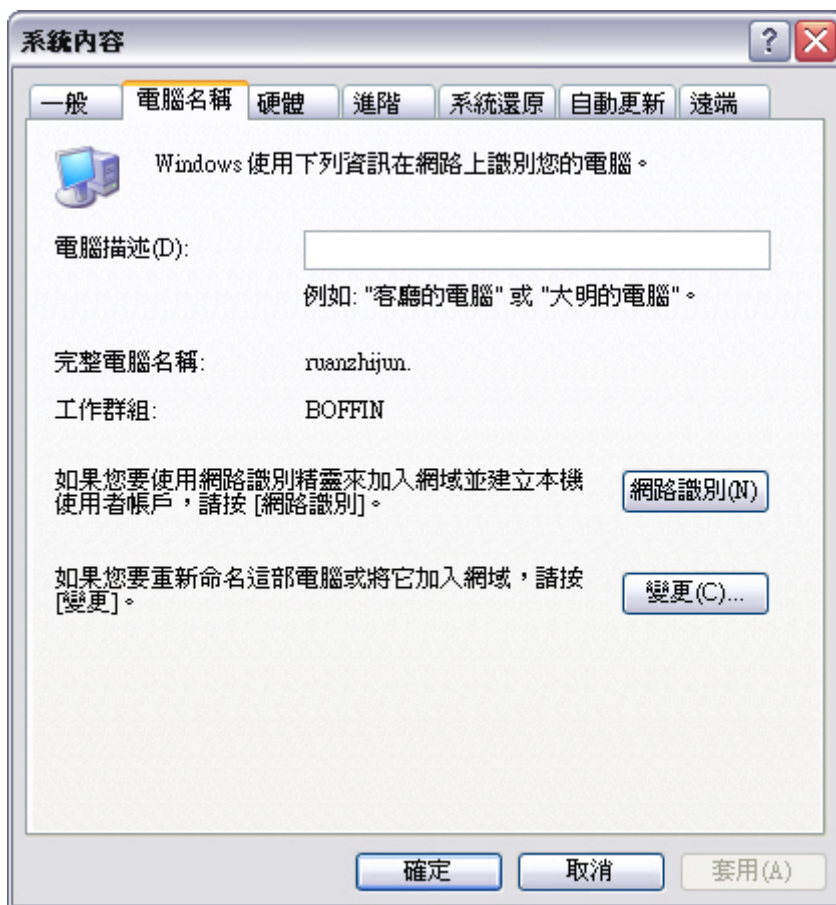 系統內容
一般 電腦名稱 硬體 進階 系統還原 自動更新 遠端
Windows 使用下列資訊在網路上識別您的電腦。
電腦描述(D):
例如: "客廳的電腦" 或 "大明的電腦"。
完整電腦名稱: ruanzhijun.
工作群組: BOFFIN
如果您要使用網路識別精靈來加入網域並建立本機
使用者帳戶，請按 [網路識別]。
網路識別(N)
如果您要重新命名這部電腦或將它加入網域，請按
[變更]。
變更(C)...
確定 取消 套用(A)